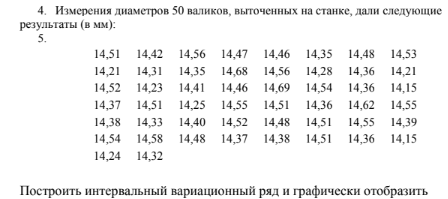 4. Измерения диаметров 50 валиков, выточенных на станке, дали следующие
результаты (в мм):
5.
14,51 14,42 14,56 14,47 14,46 14,35 14,48 14,53
14,21 14,31 14,35 14,68 14,56 14,28 14,36 14,21
14,52 14,23 14,41 14,46 14,69 14,54 14,36 14,15
14,37 14,51 14,25 14,55 14,51 14,36 14,62 14,55
14,38 14,33 14,40 14,52 14,48 14,51 14,55 14,39
14,54 14,58 14,48 14,37 14,38 14,51 14,36 14,15
14,24 14,32
Построить интервальный вариационный ряд и графически отобразить